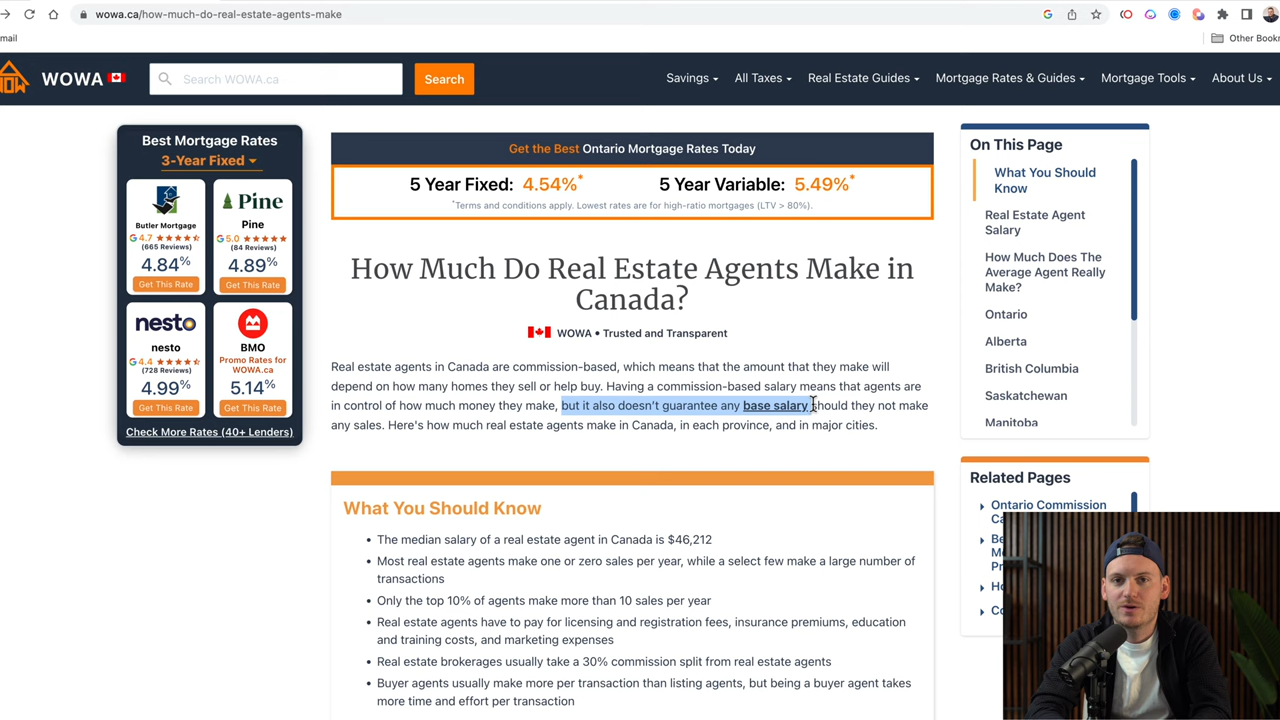 wowa.ca/how-much-do-real-estate-agents-make
mail
Other Bookm
WOWA
Search WOWA.ca
Search
Savings
All Taxes
Real Estate Guides
Mortgage Rates & Guides
Mortgage Tools
About Us
Best Mortgage Rates
3-Year Fixed
Butler Mortgage
G 4.7
(665 Reviews)
4.84%
Get This Rate
Pine
Pine
G 5.0
(84 Reviews)
4.89%
Get This Rate
nesto
nesto
G 4.4
(728 Reviews)
4.99%
Get This Rate
BMO
Promo Rates for
WOWA.ca
5.14%
Get This Rate
Check More Rates (40+ Lenders)
Get the Best Ontario Mortgage Rates Today
5 Year Fixed: 4.54%* 5 Year Variable: 5.49%*
*Terms and conditions apply. Lowest rates are for high-ratio mortgages (LTV > 80%).
How Much Do Real Estate Agents Make in
Canada?
WOWA • Trusted and Transparent
Real estate agents in Canada are commission-based, which means that the amount that they make will
depend on how many homes they sell or help buy. Having a commission-based salary means that agents are
in control of how much money they make, but it also doesn't guarantee any base salary should they not make
any sales. Here's how much real estate agents make in Canada, in each province, and in major cities.
What You Should Know
• The median salary of a real estate agent in Canada is $46,212
• Most real estate agents make one or zero sales per year, while a select few make a large number of
transactions
• Only the top 10% of agents make more than 10 sales per year
• Real estate agents have to pay for licensing and registration fees, insurance premiums, education
and training costs, and marketing expenses
• Real estate brokerages usually take a 30% commission split from real estate agents
• Buyer agents usually make more per transaction than listing agents, but being a buyer agent takes
more time and effort per transaction
On This Page
What You Should
Know
Real Estate Agent
Salary
How Much Does The
Average Agent Really
Make?
Ontario
Alberta
British Columbia
Saskatchewan
Manitoba
Related Pages
Ontario Commission
Ca
Be
Mo
Pr
Ho
Co